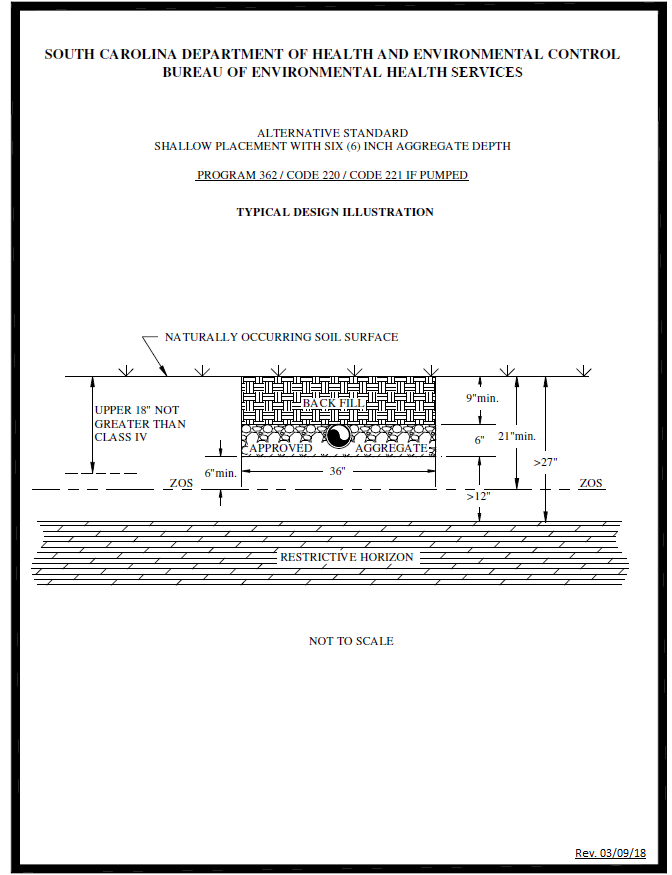 SOUTH CAROLINA DEPARTMENT OF HEALTH AND ENVIRONMENTAL CONTROL
BUREAU OF ENVIRONMENTAL HEALTH SERVICES
ALTERNATIVE STANDARD
SHALLOW PLACEMENT WITH SIX (6) INCH AGGREGATE DEPTH
PROGRAM 362 / CODE 220 / CODE 221 IF PUMPED
TYPICAL DESIGN ILLUSTRATION
NATURALLY OCCURRING SOIL SURFACE
UPPER 18" NOT
GREATER THAN
CLASS IV
BACK FILL
APPROVED AGGREGATE
9"min.
6"
21"min.
>27"
6"min.
36"
ZOS
ZOS
>12"
RESTRICTIVE HORIZON
NOT TO SCALE
Rev. 03/09/18